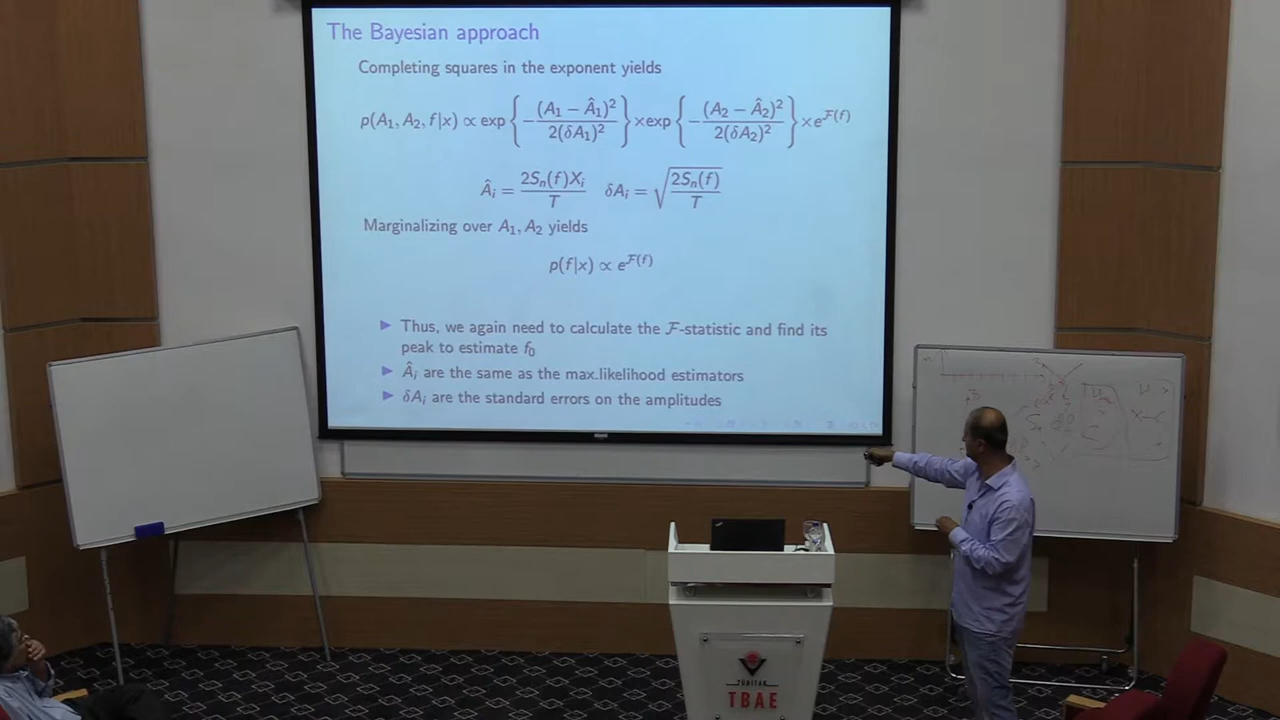 The Bayesian approach
Completing squares in the exponent yields
p(A₁, A₂, f|x) ∝ exp{−(A₁ − Â₁)²/2(δA₁)²}×exp{−(A₂ − Â₂)²/2(δA₂)²}×e^{ℱ(f)}
Âᵢ = 2Sₙ(f)Xᵢ/T   δAᵢ = √(2Sₙ(f)/T)
Marginalizing over A₁, A₂ yields
p(f|x) ∝ e^{ℱ(f)}
▶ Thus, we again need to calculate the ℱ-statistic and find its
peak to estimate f₀
▶ Âᵢ are the same as the max.likelihood estimators
▶ δAᵢ are the standard errors on the amplitudes
TÜBİTAK
TBAE